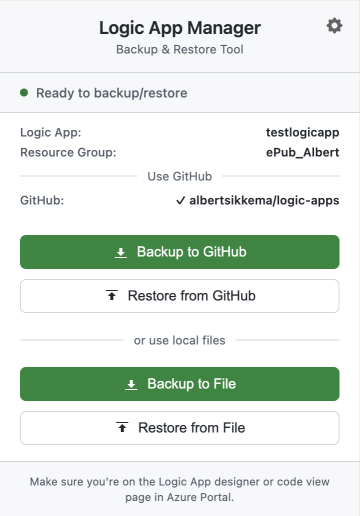 Logic App Manager
Backup & Restore Tool
Ready to backup/restore
Logic App: testlogicapp
Resource Group: ePub_Albert
Use GitHub
GitHub: ✓ albertsikkema/logic-apps
Backup to GitHub
Restore from GitHub
or use local files
Backup to File
Restore from File
Make sure you're on the Logic App designer or code view
page in Azure Portal.